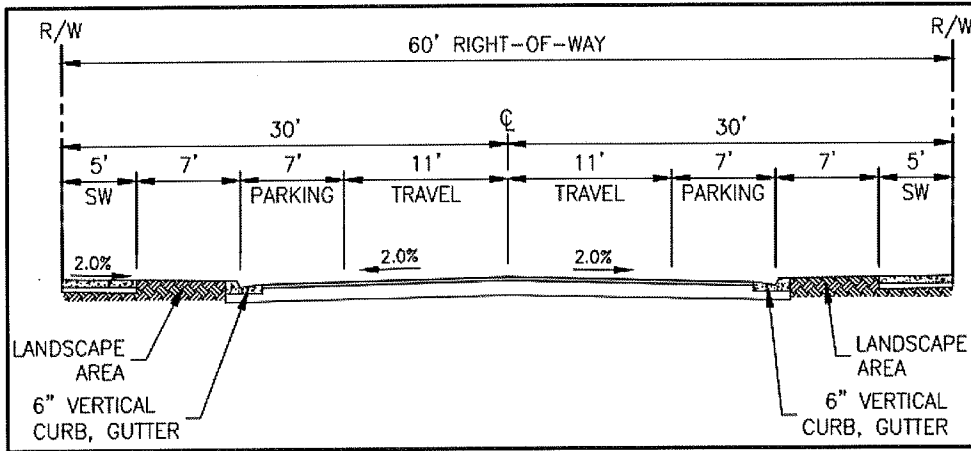 R/W
R/W
60' RIGHT-OF-WAY
℄
30'
30'
5'
7'
7'
11'
11'
7'
7'
5'
SW
PARKING
TRAVEL
TRAVEL
PARKING
SW
2.0%
2.0%
2.0%
LANDSCAPE
AREA
LANDSCAPE
AREA
6" VERTICAL
CURB, GUTTER
6" VERTICAL
CURB, GUTTER